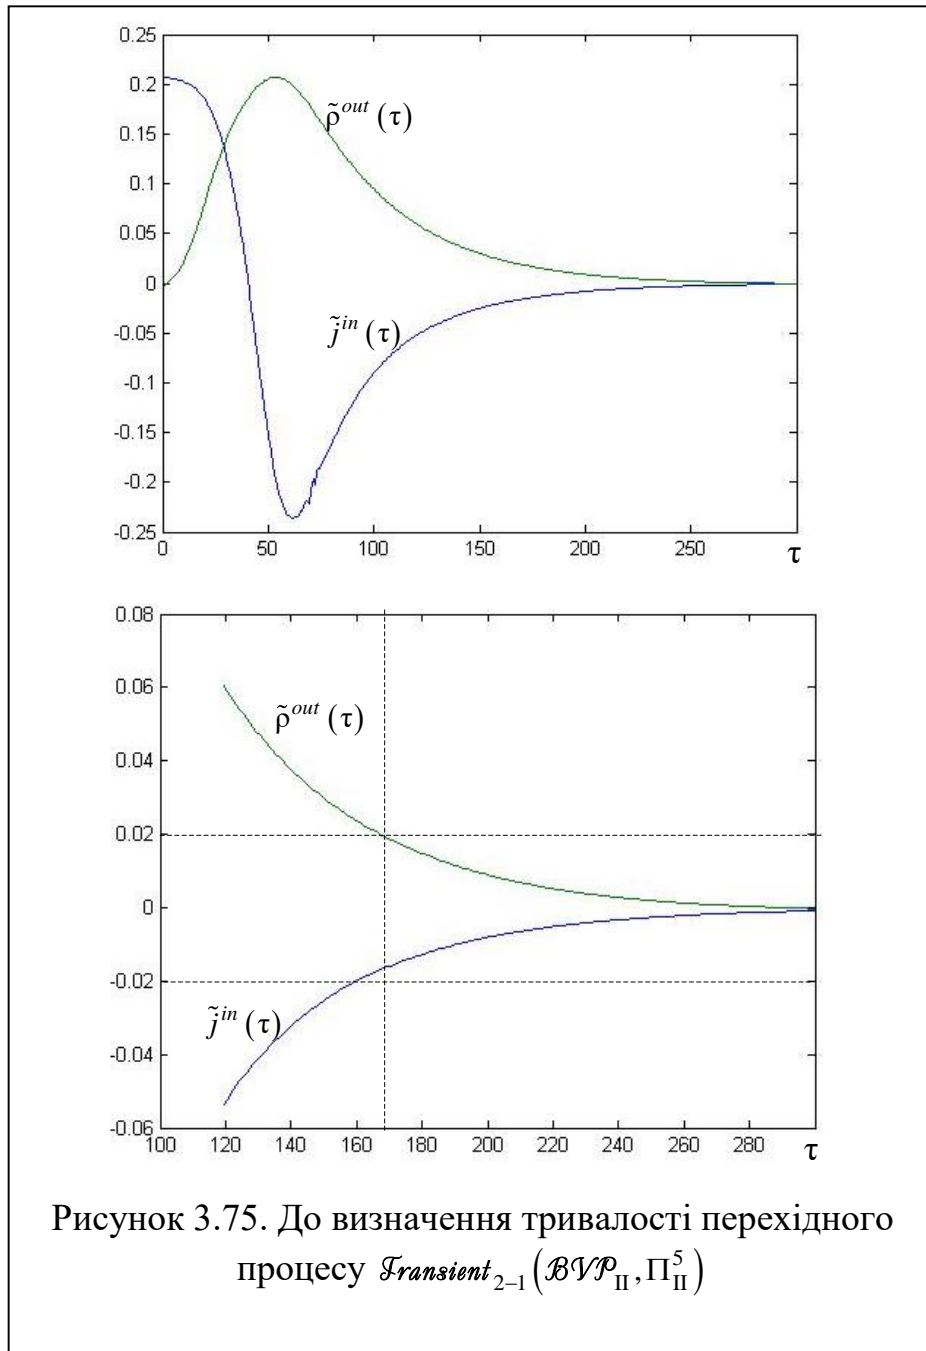 0.25
0.2
0.15
0.1
0.05
0
-0.05
-0.1
-0.15
-0.2
-0.25
ρ̃^out (τ)
j̃^in (τ)
0 50 100 150 200 250 τ
0.08
0.06
0.04
0.02
0
-0.02
-0.04
-0.06
ρ̃^out (τ)
j̃^in (τ)
100 120 140 160 180 200 220 240 260 280 τ
Рисунок 3.75. До визначення тривалості перехідного
процесу 𝒯ransient₂₋₁(ℬ𝒱𝒫_II, Π_II^5)